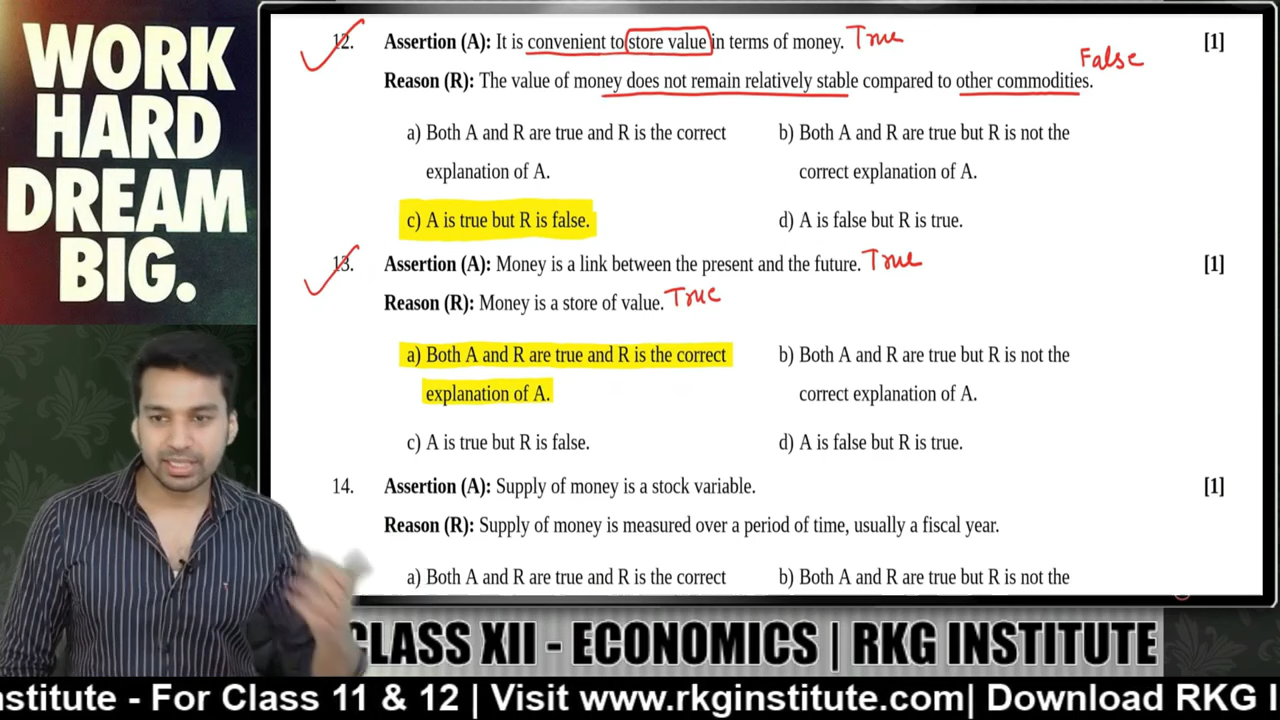 WORK
HARD
DREAM
BIG.
12. Assertion (A): It is convenient to store value in terms of money. True [1]
Reason (R): The value of money does not remain relatively stable compared to other commodities. False
a) Both A and R are true and R is the correct
explanation of A.
b) Both A and R are true but R is not the
correct explanation of A.
c) A is true but R is false.
d) A is false but R is true.
13. Assertion (A): Money is a link between the present and the future. True [1]
Reason (R): Money is a store of value. True
a) Both A and R are true and R is the correct
explanation of A.
b) Both A and R are true but R is not the
correct explanation of A.
c) A is true but R is false.
d) A is false but R is true.
14. Assertion (A): Supply of money is a stock variable. [1]
Reason (R): Supply of money is measured over a period of time, usually a fiscal year.
a) Both A and R are true and R is the correct
b) Both A and R are true but R is not the
CLASS XII - ECONOMICS | RKG INSTITUTE
nstitute - For Class 11 & 12 | Visit www.rkginstitute.com| Download RKG I